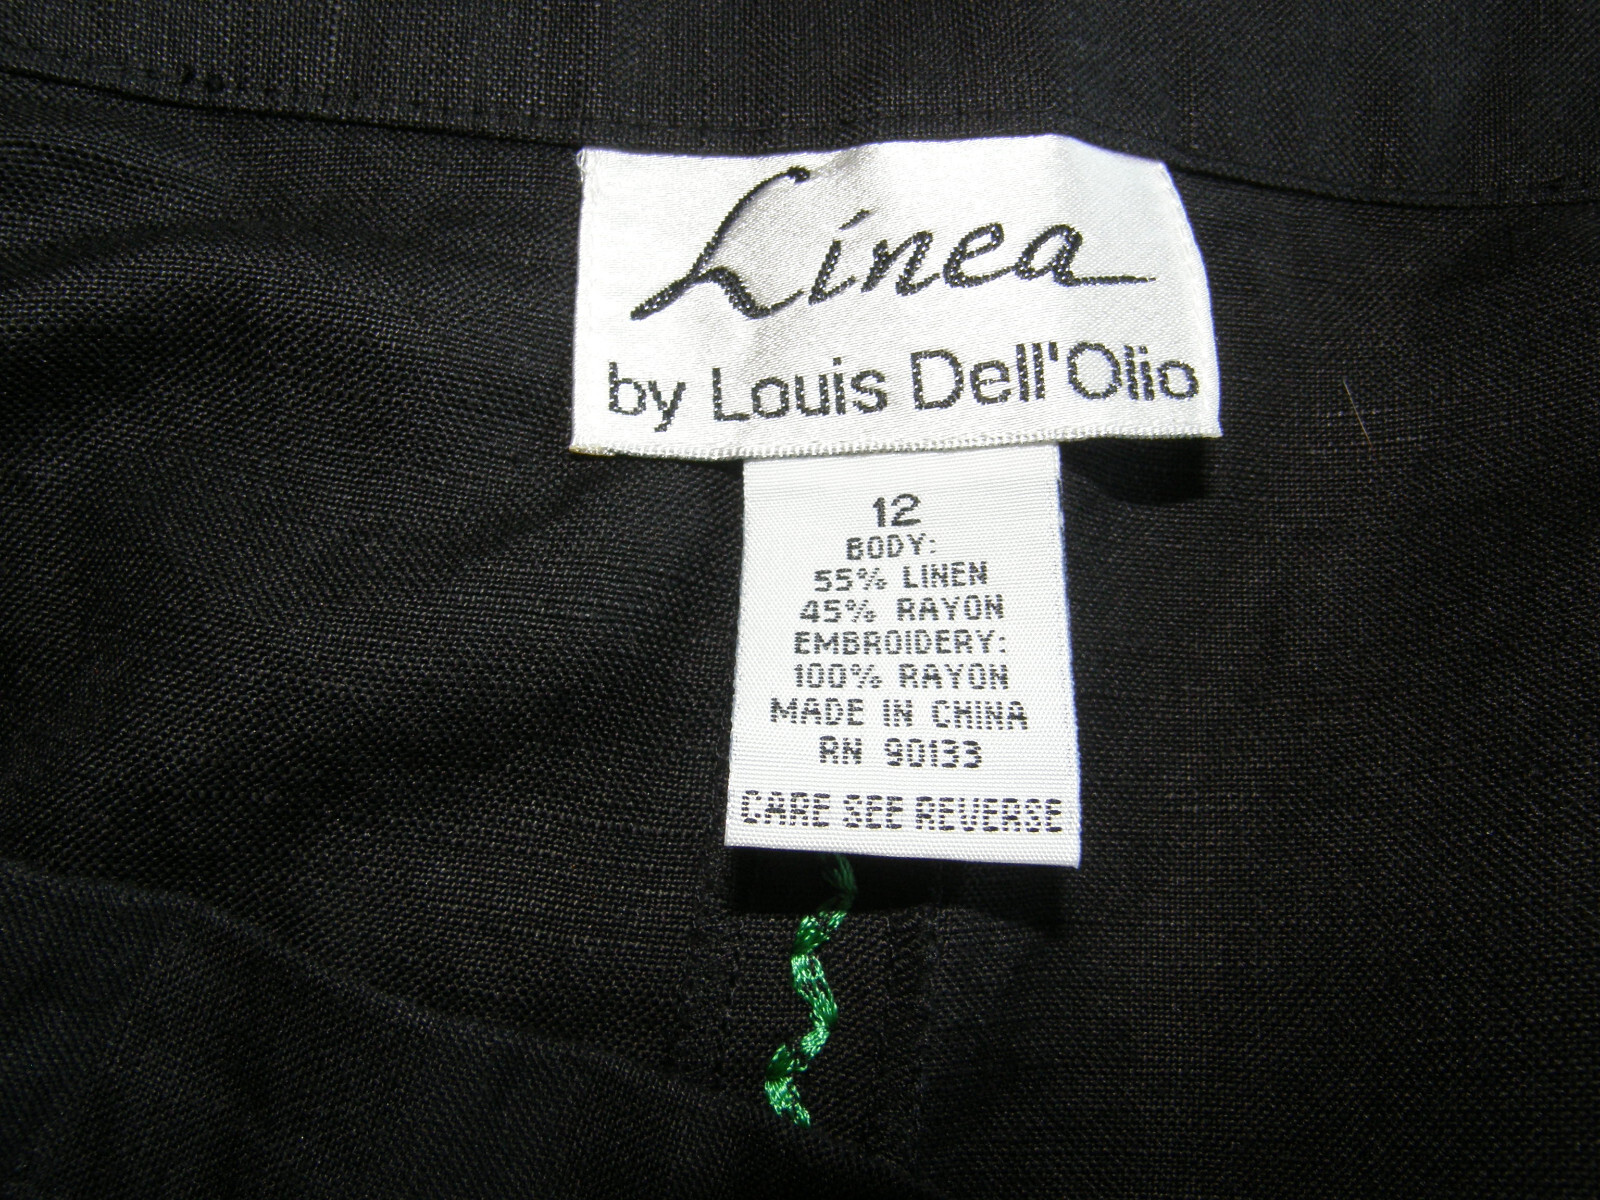 Linea
by Louis Dell'Olio
12
BODY:
55% LINEN
45% RAYON
EMBROIDERY:
100% RAYON
MADE IN CHINA
RN 90133
CARE SEE REVERSE